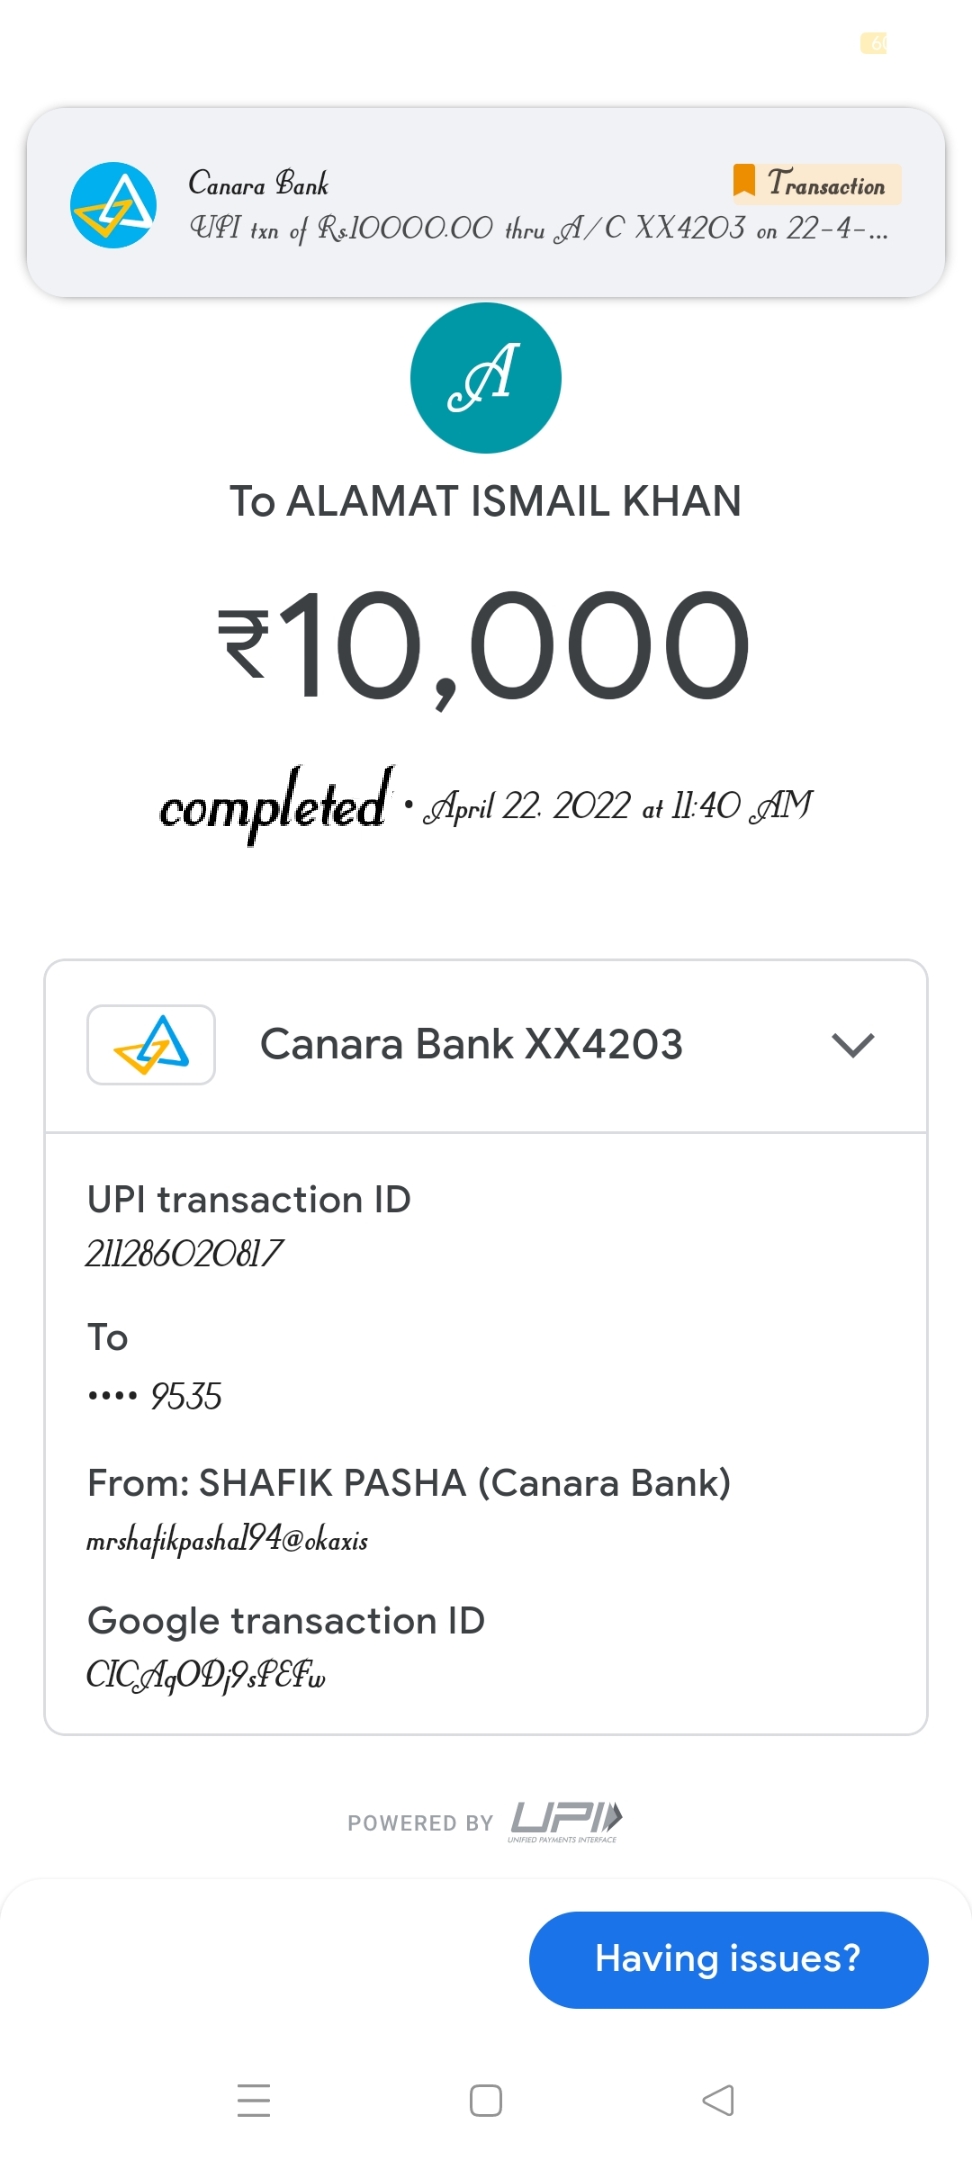 60
Canara Bank
Transaction
UPI txn of Rs.10000.00 thru A/C XX4203 on 22-4-...
A
To ALAMAT ISMAIL KHAN
₹10,000
completed • April 22. 2022 at 11:40 AM
Canara Bank XX4203
UPI transaction ID
211286020817
To
•••• 9535
From: SHAFIK PASHA (Canara Bank)
mrshafikpasha194@okaxis
Google transaction ID
CICAqODj9sPEFw
POWERED BY UPI
UNIFIED PAYMENTS INTERFACE
Having issues?